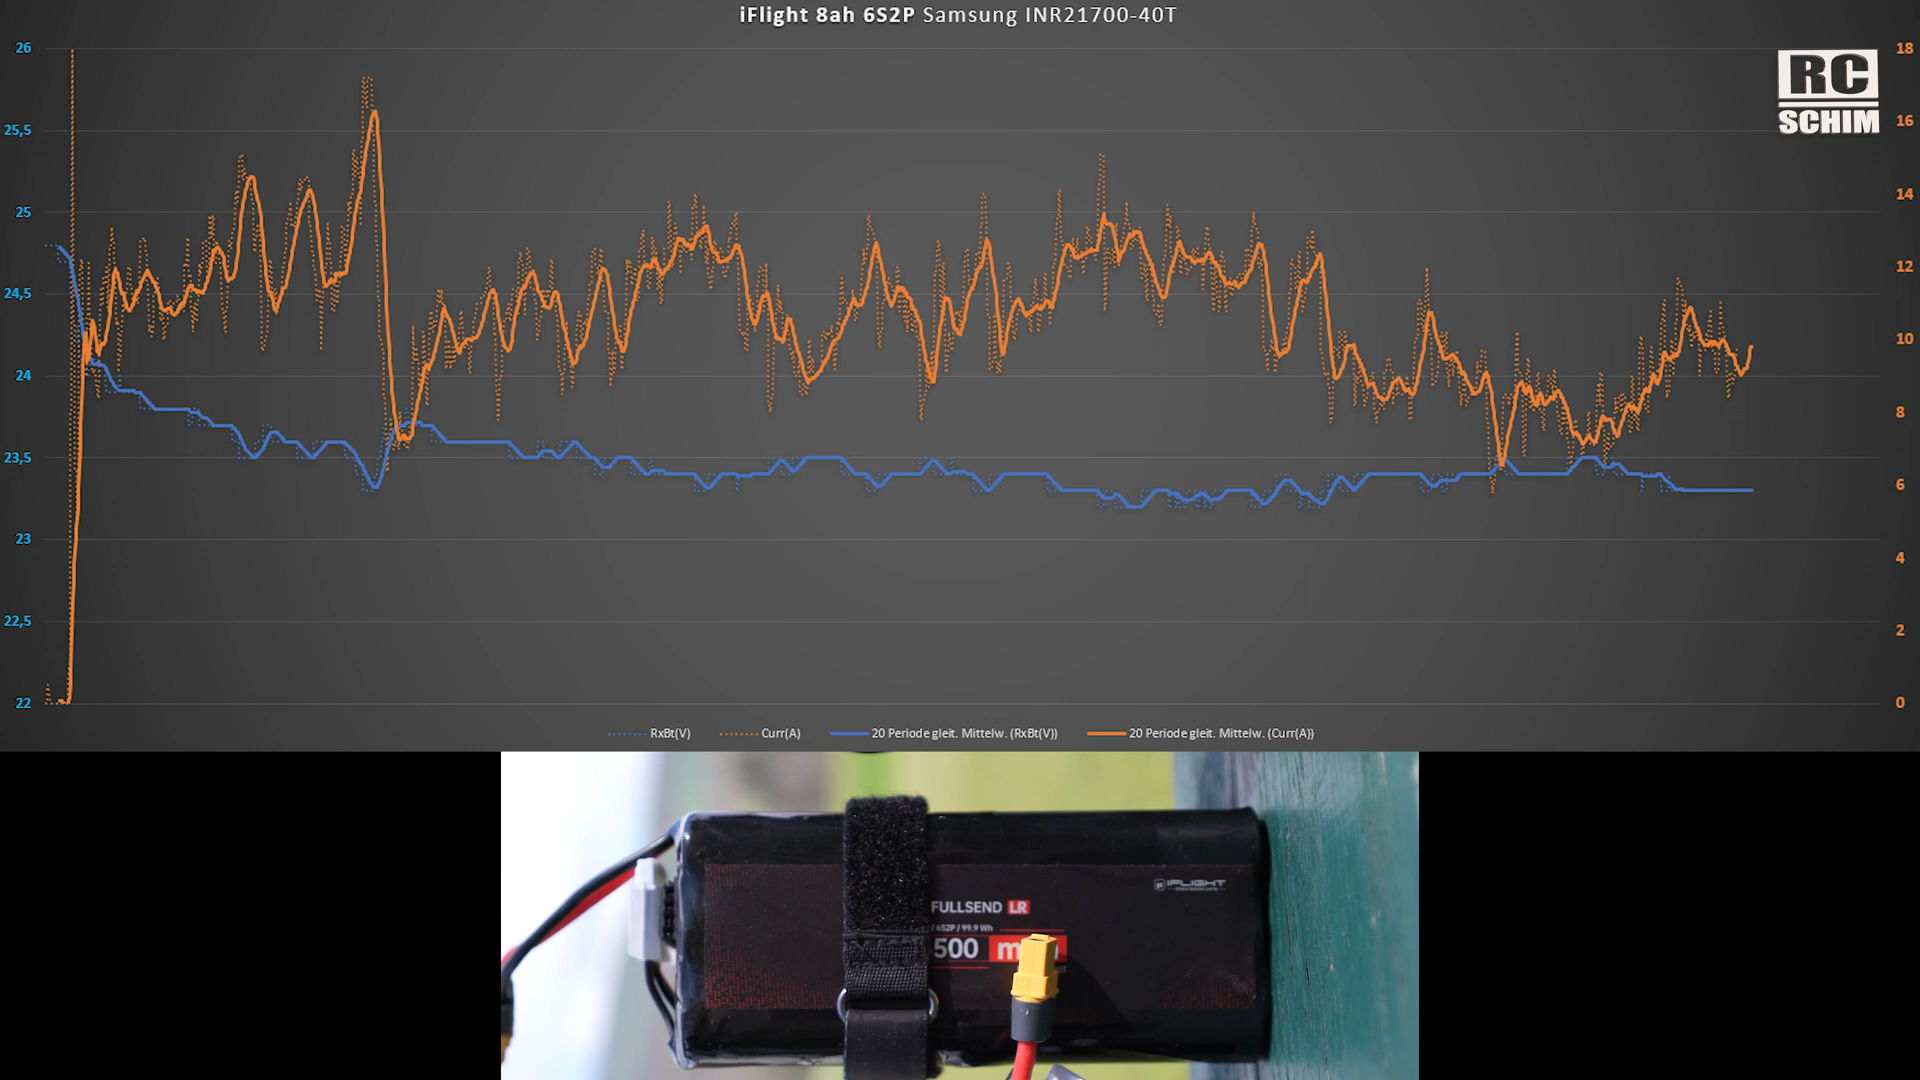 iFlight 8ah 6S2P Samsung INR21700-40T
26
25,5
25
24,5
24
23,5
23
22,5
22
18
16
14
12
10
8
6
4
2
0
RC
SCHIM
RxBt(V) Curr(A) 20 Periode gleit. Mittelw. (RxBt(V)) 20 Periode gleit. Mittelw. (Curr(A))
iFLIGHT
FULLSEND LR
/ 6S2P / 99.9 Wh
500 m